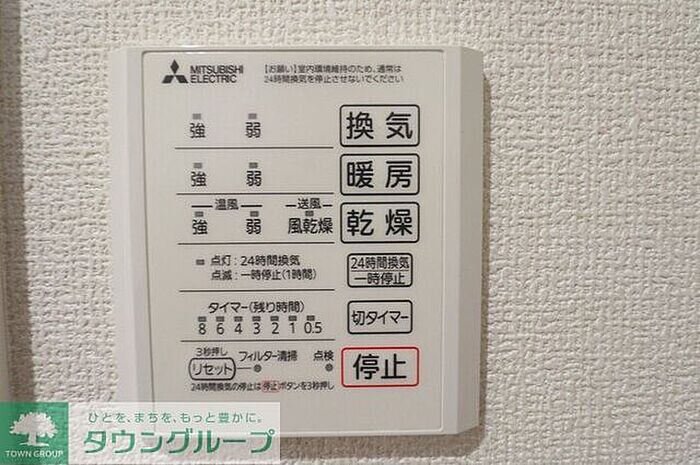 MITSUBISHI
ELECTRIC
【お願い】室内環境維持のため、通常は
24時間換気を停止させないでください
強 弱 換気
強 弱 暖房
温風 送風
強 弱 風乾燥 乾燥
点灯:24時間換気
点滅:一時停止(1時間)
24時間換気
一時停止
タイマー(残り時間)
8 6 4 3 2 1 0.5
切タイマー
3秒押し
リセット フィルター清掃 点検
停止
24時間換気の停止は停止ボタンを3秒押し
TOWN GROUP
ひとを、まちを、もっと豊かに。
タウングループ